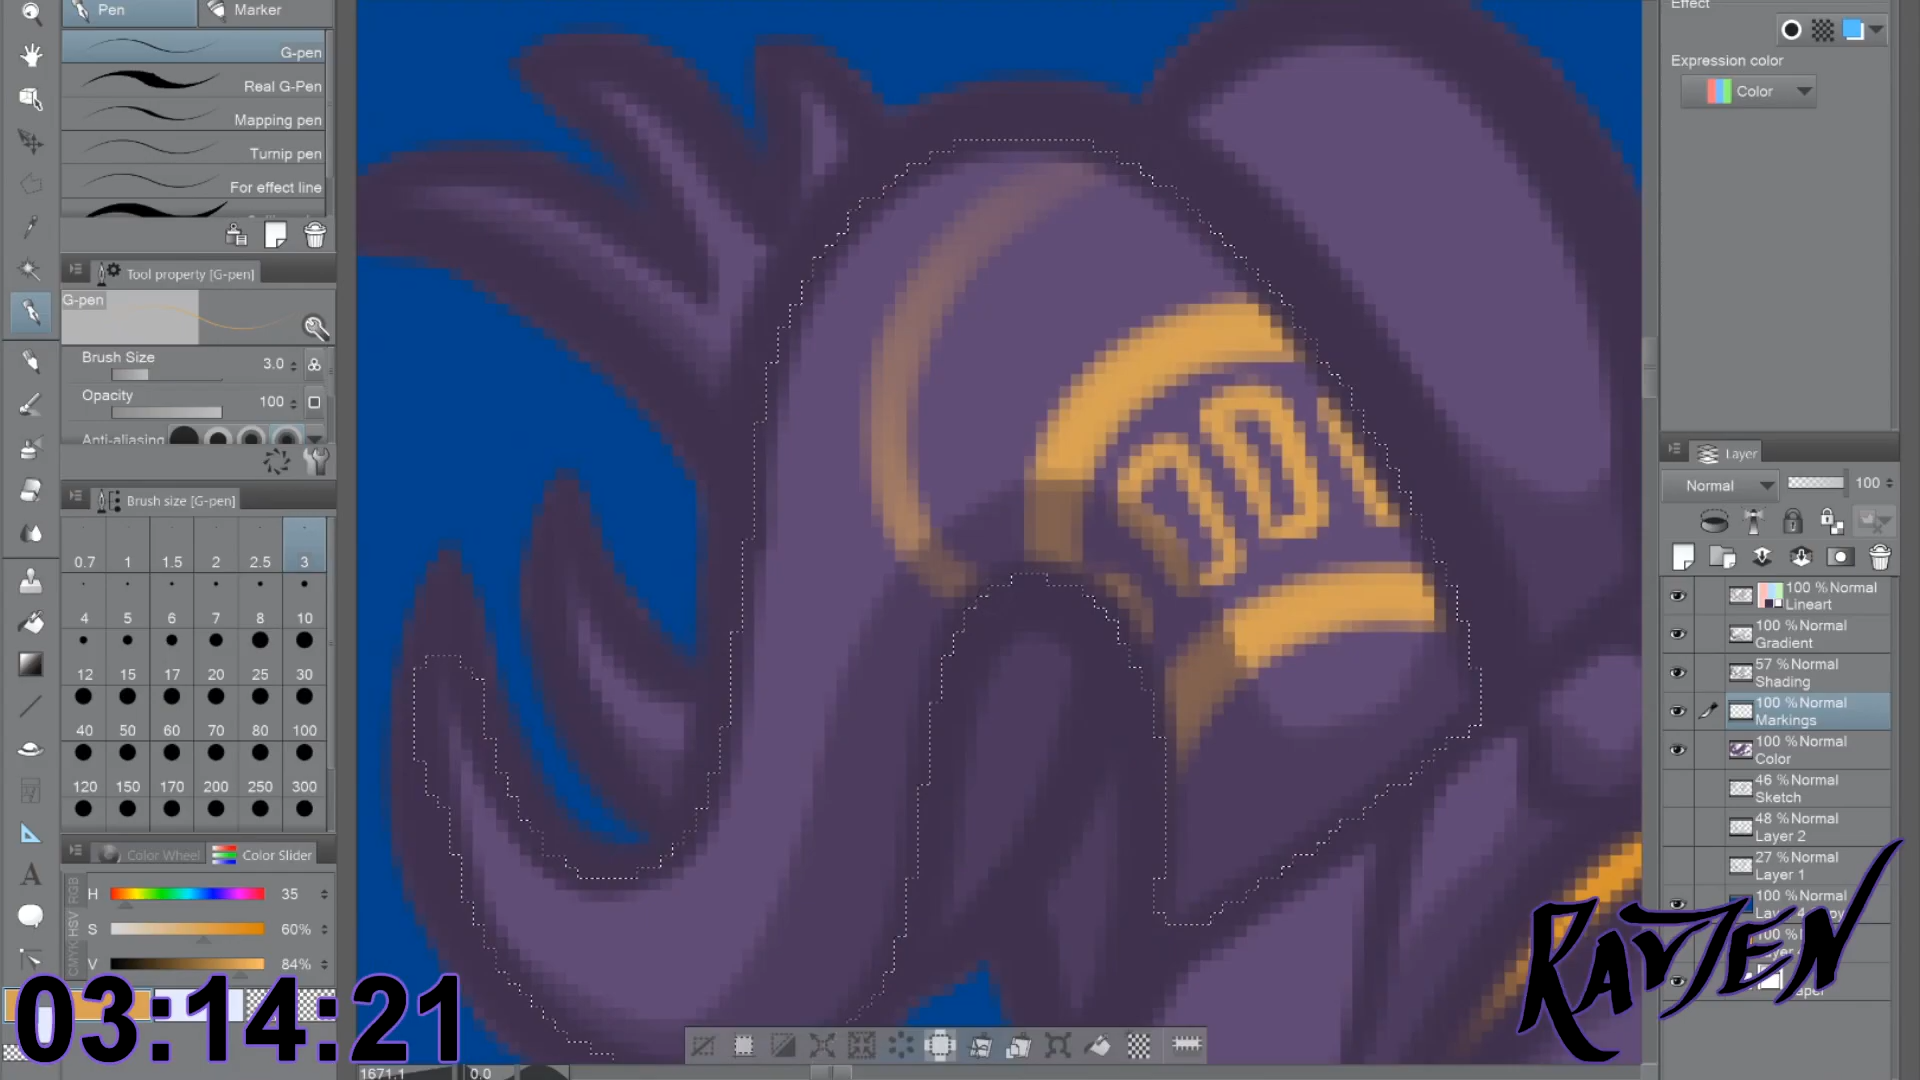 Pen
Marker
G-pen
Real G-Pen
Mapping pen
Turnip pen
For effect line
Tool property [G-pen]
G-pen
Brush Size
3.0
Opacity
100
Anti-aliasing
Brush size [G-pen]
0.7 1 1.5 2 2.5 3
4 5 6 7 8 10
12 15 17 20 25 30
40 50 60 70 80 100
120 150 170 200 250 300
Color Wheel
Color Slider
RGB
HSV
CMYK
H 35
S 60%
V 84%
03:14:21
1671.1
0.0
Effect
Expression color
Color
Layer
Normal
100
100 %Normal
Lineart
100 %Normal
Gradient
57 %Normal
Shading
100 %Normal
Markings
100 %Normal
Color
46 %Normal
Sketch
48 %Normal
Layer 2
27 %Normal
Layer 1
100 %Normal